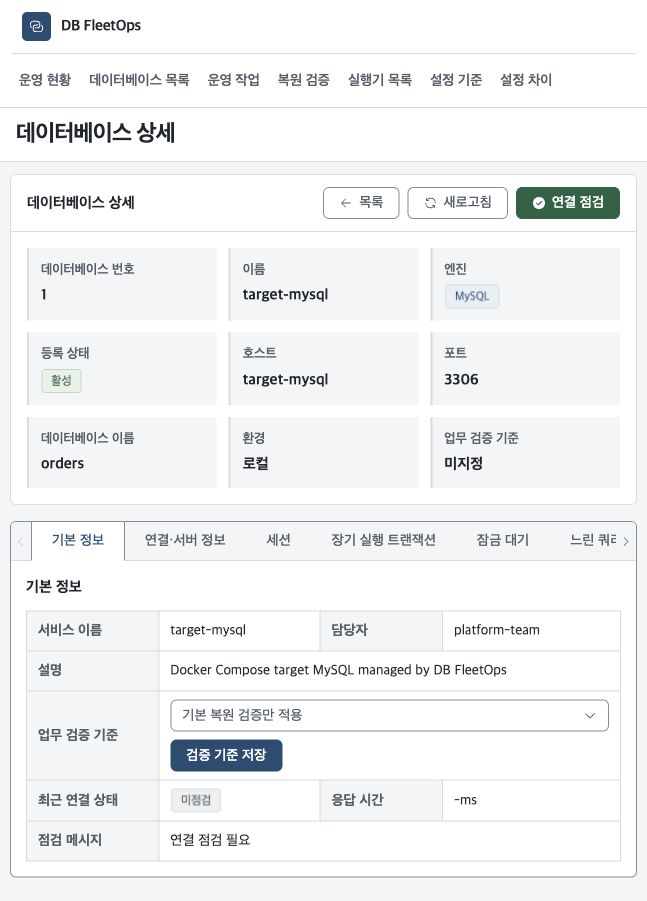 DB FleetOps
운영 현황 데이터베이스 목록 운영 작업 복원 검증 실행기 목록 설정 기준 설정 차이
데이터베이스 상세
데이터베이스 상세 목록 새로고침 연결 점검
데이터베이스 번호 이름 엔진
1 target-mysql MySQL
등록 상태 호스트 포트
활성 target-mysql 3306
데이터베이스 이름 환경 업무 검증 기준
orders 로컬 미지정
기본 정보 연결·서버 정보 세션 장기 실행 트랜잭션 잠금 대기 느린
기본 정보
서비스 이름 target-mysql 담당자 platform-team
설명 Docker Compose target MySQL managed by DB FleetOps
업무 검증 기준 기본 복원 검증만 적용
검증 기준 저장
최근 연결 상태 미점검 응답 시간 -ms
점검 메시지 연결 점검 필요